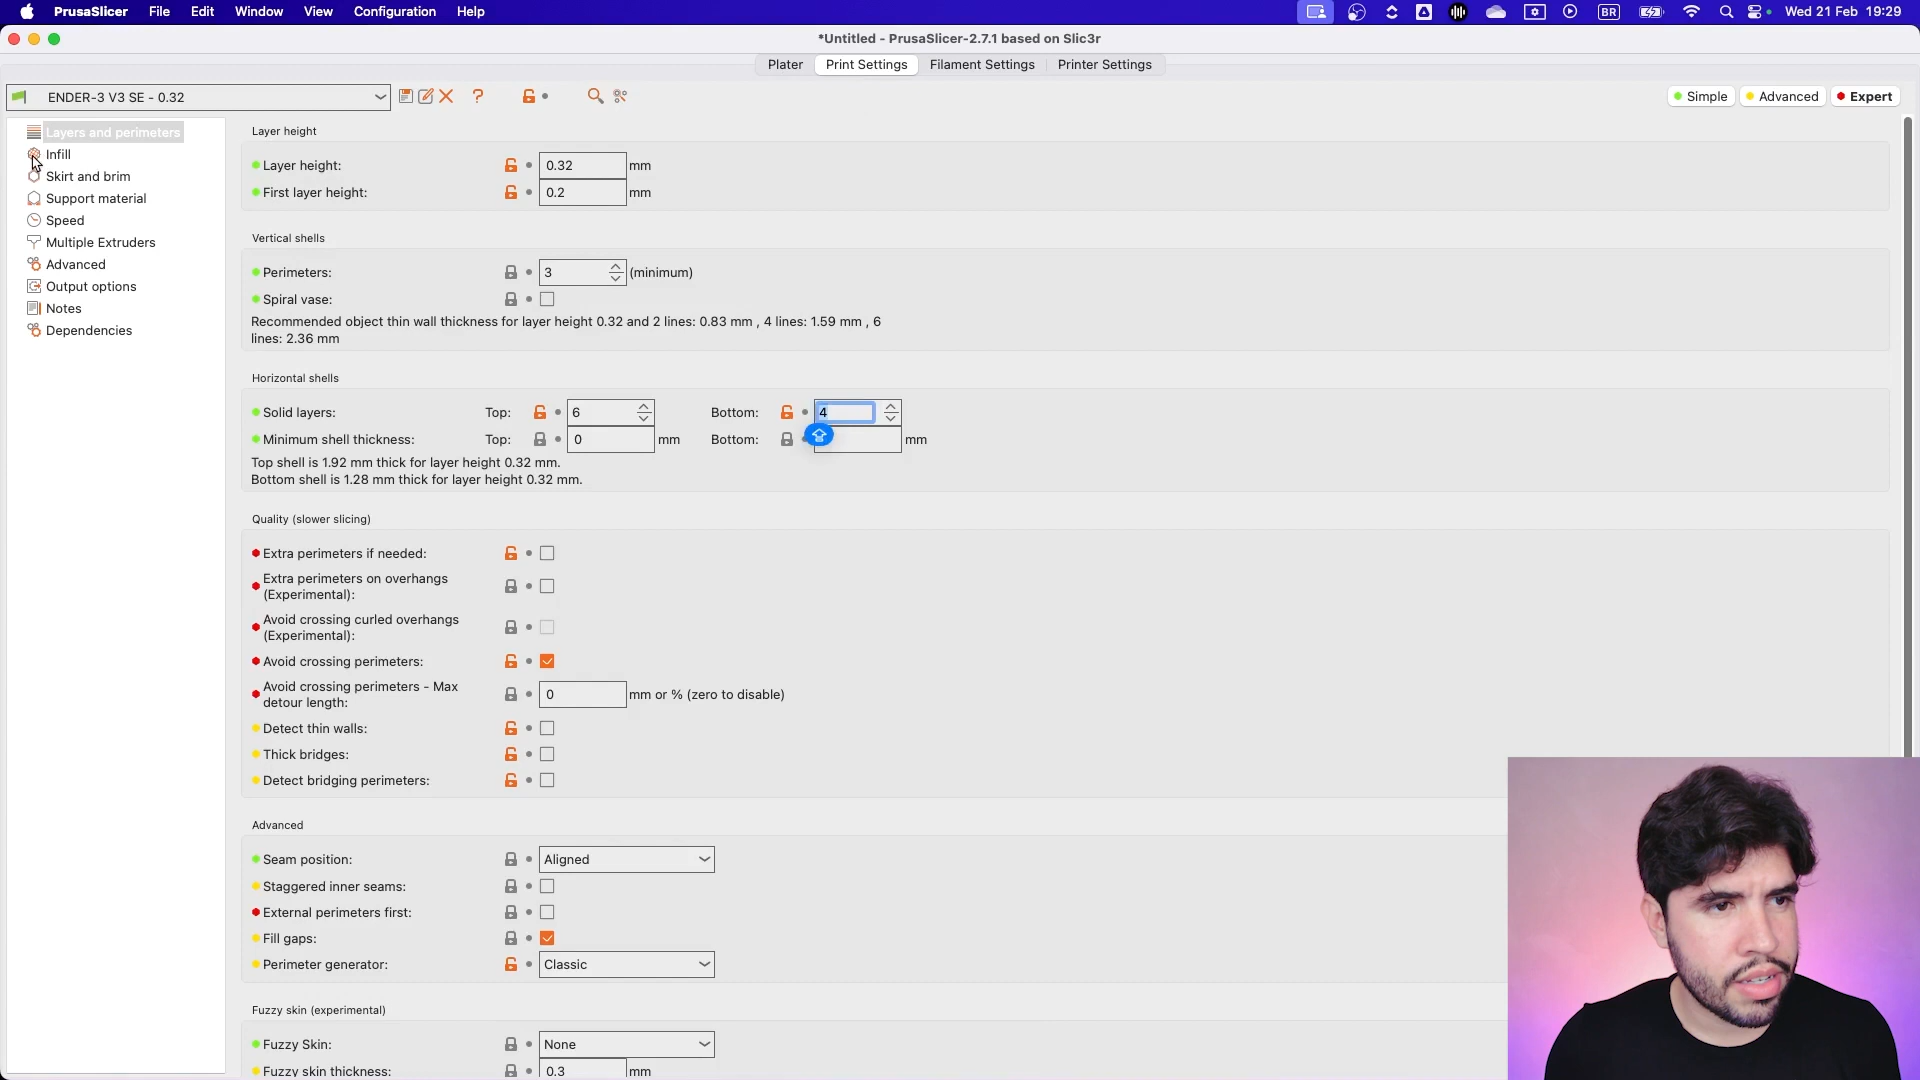 PrusaSlicer File Edit Window View Configuration Help
BR Wed 21 Feb 19:29
*Untitled - PrusaSlicer-2.7.1 based on Slic3r
Plater Print Settings Filament Settings Printer Settings
ENDER-3 V3 SE - 0.32
? Simple Advanced Expert
Layers and perimeters
Infill
Skirt and brim
Support material
Speed
Multiple Extruders
Advanced
Output options
Notes
Dependencies
Layer height
Layer height: 0.32 mm
First layer height: 0.2 mm
Vertical shells
Perimeters: 3 (minimum)
Spiral vase:
Recommended object thin wall thickness for layer height 0.32 and 2 lines: 0.83 mm , 4 lines: 1.59 mm , 6
lines: 2.36 mm
Horizontal shells
Solid layers: Top: 6 Bottom: 4
Minimum shell thickness: Top: 0 mm Bottom: mm
Top shell is 1.92 mm thick for layer height 0.32 mm.
Bottom shell is 1.28 mm thick for layer height 0.32 mm.
Quality (slower slicing)
Extra perimeters if needed:
Extra perimeters on overhangs
(Experimental):
Avoid crossing curled overhangs
(Experimental):
Avoid crossing perimeters:
Avoid crossing perimeters - Max
detour length: 0 mm or % (zero to disable)
Detect thin walls:
Thick bridges:
Detect bridging perimeters:
Advanced
Seam position: Aligned
Staggered inner seams:
External perimeters first:
Fill gaps:
Perimeter generator: Classic
Fuzzy skin (experimental)
Fuzzy Skin: None
Fuzzy skin thickness: 0.3 mm